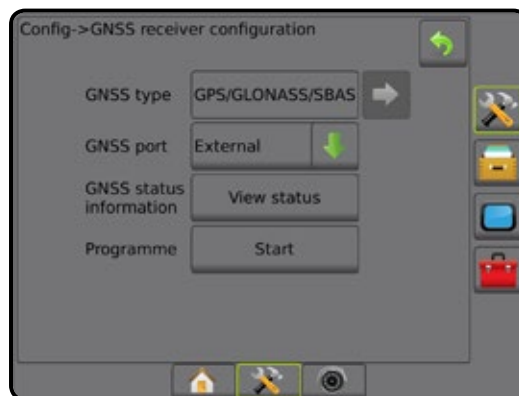 Config->GNSS receiver configuration
GNSS type GPS/GLONASS/SBAS
GNSS port External
GNSS status
information View status
Programme Start